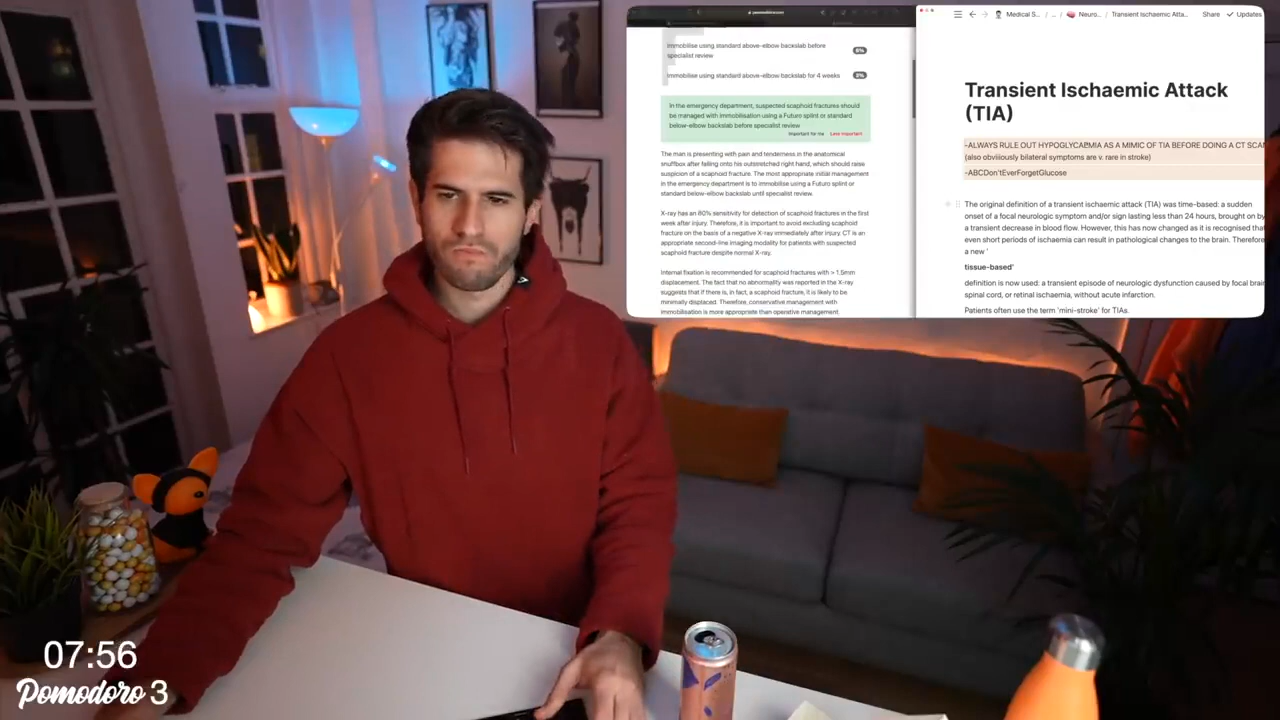 Immobilise using standard above-elbow backslab before
specialist review
6%
Immobilise using standard above-elbow backslab for 4 weeks
3%
In the emergency department, suspected scaphoid fractures should
be managed with immobilisation using a Futuro splint or standard
below-elbow backslab before specialist review
Important for me Less important
The man is presenting with pain and tenderness in the anatomical
snuffbox after falling onto his outstretched right hand, which should raise
suspicion of a scaphoid fracture. The most appropriate initial management
in the emergency department is to immobilise using a Futuro splint or
standard below-elbow backslab until specialist review.
X-ray has an 80% sensitivity for detection of scaphoid fractures in the first
week after injury. Therefore, it is important to avoid excluding scaphoid
fracture on the basis of a negative X-ray immediately after injury. CT is an
appropriate second-line imaging modality for patients with suspected
scaphoid fracture despite normal X-ray.
Internal fixation is recommended for scaphoid fractures with > 1.5mm
displacement. The fact that no abnormality was reported in the X-ray
suggests that if there is, in fact, a scaphoid fracture, it is likely to be
minimally displaced. Therefore, conservative management with
immobilisation is more appropriate than operative management.
Medical S... / ... / Neuro... / Transient Ischaemic Atta...
Share
Updates
Transient Ischaemic Attack
(TIA)
-ALWAYS RULE OUT HYPOGLYCAEMIA AS A MIMIC OF TIA BEFORE DOING A CT SCAN
(also obviiously bilateral symptoms are v. rare in stroke)
-ABCDon'tEverForgetGlucose
The original definition of a transient ischaemic attack (TIA) was time-based: a sudden
onset of a focal neurologic symptom and/or sign lasting less than 24 hours, brought on by
a transient decrease in blood flow. However, this has now changed as it is recognised that
even short periods of ischaemia can result in pathological changes to the brain. Therefore
a new '
tissue-based'
definition is now used: a transient episode of neurologic dysfunction caused by focal brain
spinal cord, or retinal ischaemia, without acute infarction.
Patients often use the term 'mini-stroke' for TIAs.
07:56
Pomodoro 3